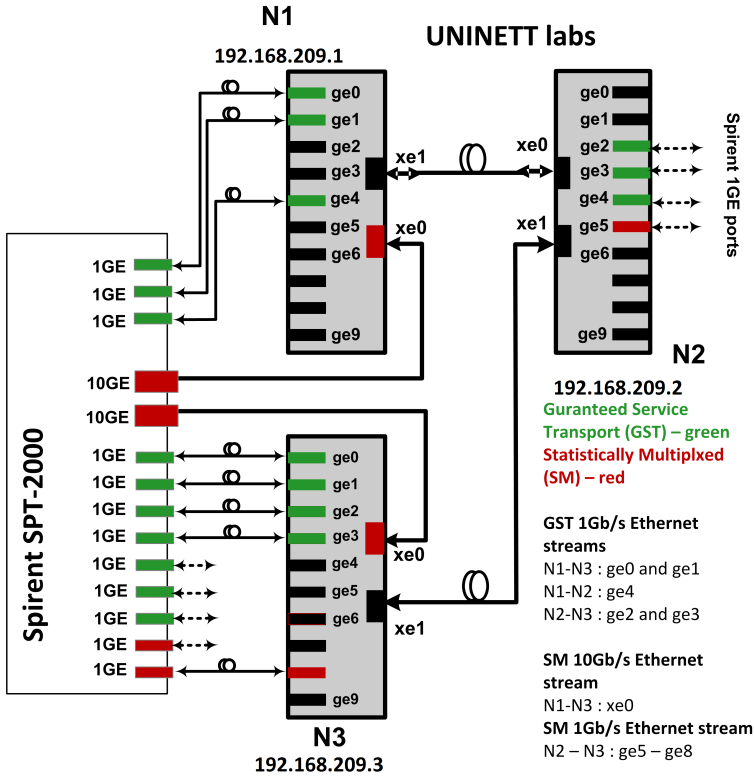 N1
192.168.209.1
UNINETT labs
ge0
ge1
ge2
ge3
ge4
ge5
ge6
ge9
xe1
xe0
xe0
xe1
ge0
ge1
ge2
ge3
ge4
ge5
ge6
ge9
Spirent 1GE ports
N2
192.168.209.2
Spirent SPT-2000
1GE
1GE
1GE
10GE
10GE
1GE
1GE
1GE
1GE
1GE
1GE
1GE
1GE
1GE
ge0
ge1
ge2
ge3
ge4
ge5
ge6
ge9
xe0
xe1
N3
192.168.209.3
Guranteed Service
Transport (GST) – green
Statistically Multiplxed
(SM) – red
GST 1Gb/s Ethernet
streams
N1-N3 : ge0 and ge1
N1-N2 : ge4
N2-N3 : ge2 and ge3
SM 10Gb/s Ethernet
stream
N1-N3 : xe0
SM 1Gb/s Ethernet stream
N2 – N3 : ge5 – ge8